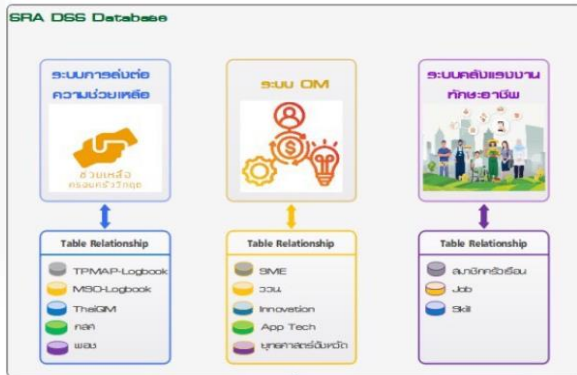 SRA DSS Database
ระบบการส่งต่อ
ความช่วยเหลือ
ช่วยเหลือ
ครอบครัววิกฤต
ระบบ OM
ระบบคลังแรงงาน
ทักษะอาชีพ
Table Relationship
TPMAP-Logbook
MSO-Logbook
ThaiQM
กสศ
พอช
Table Relationship
SME
ววน
Innovation
App Tech
ยุทธศาสตร์จังหวัด
Table Relationship
สมาชิกครัวเรือน
Job
Skill